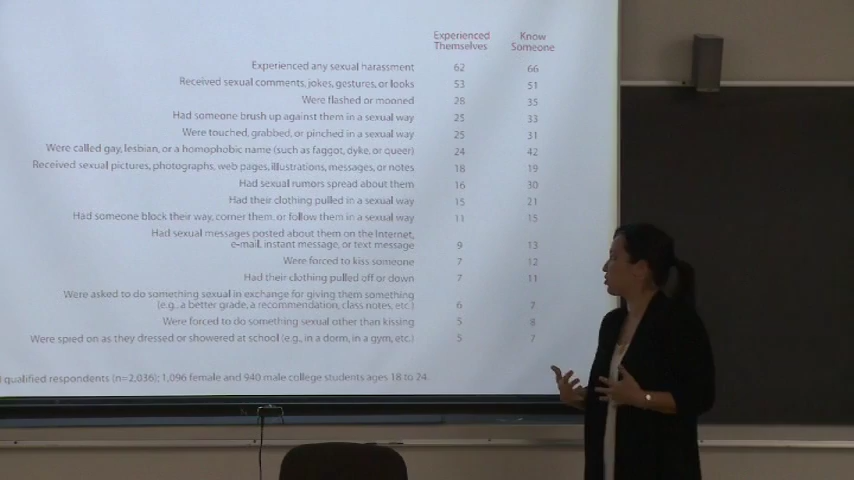 Experienced Themselves Know Someone
Experienced any sexual harassment 62 66
Received sexual comments, jokes, gestures, or looks 53 51
Were flashed or mooned 28 35
Had someone brush up against them in a sexual way 25 33
Were touched, grabbed, or pinched in a sexual way 25 31
Were called gay, lesbian, or a homophobic name (such as faggot, dyke, or queer) 24 42
Received sexual pictures, photographs, web pages, illustrations, messages, or notes 18 19
Had sexual rumors spread about them 16 30
Had their clothing pulled in a sexual way 15 21
Had someone block their way, corner them, or follow them in a sexual way 11 15
Had sexual messages posted about them on the Internet,
e-mail, instant message, or text message 9 13
Were forced to kiss someone 7 12
Had their clothing pulled off or down 7 11
Were asked to do something sexual in exchange for giving them something
(e.g., a better grade, a recommendation, class notes, etc.) 6 7
Were forced to do something sexual other than kissing 5 8
Were spied on as they dressed or showered at school (e.g., in a dorm, in a gym, etc.) 5 7
qualified respondents (n=2,036); 1,096 female and 940 male college students ages 18 to 24.